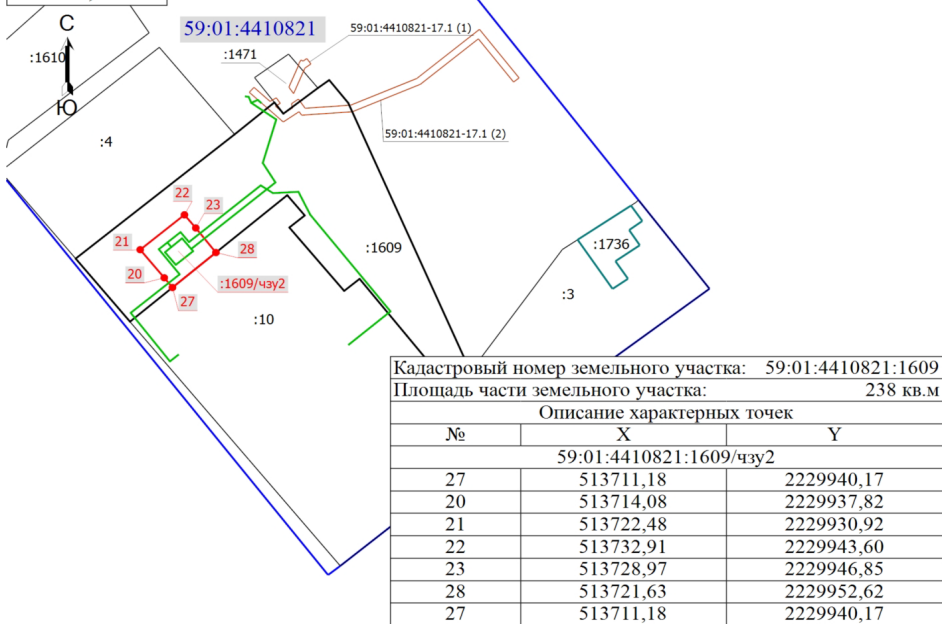 С
59:01:4410821
59:01:4410821-17.1 (1)
:1471
:1610
Ю
:4
59:01:4410821-17.1 (2)
22
23
21
28
:1609
:1736
20
:1609/чзу2
27
:3
:10
Кадастровый номер земельного участка: 59:01:4410821:1609
Площадь части земельного участка: 238 кв.м
Описание характерных точек
№ X Y
59:01:4410821:1609/чзу2
27 513711,18 2229940,17
20 513714,08 2229937,82
21 513722,48 2229930,92
22 513732,91 2229943,60
23 513728,97 2229946,85
28 513721,63 2229952,62
27 513711,18 2229940,17